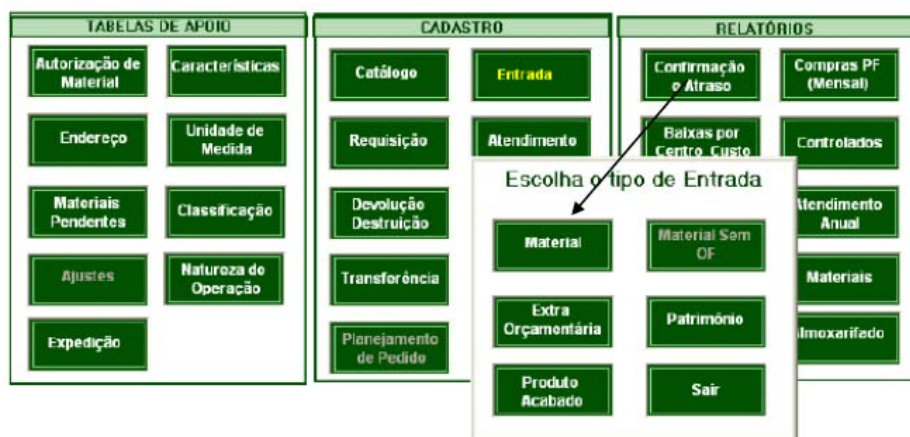 TABELAS DE APOIO
Autorização de
Material
Características
Endereço
Unidade de
Medida
Materiais
Pendentes
Classificação
Ajustes
Natureza de
Operação
Expedição
CADASTRO
Catálogo
Entrada
Requisição
Atendimento
Devolução
Destruição
Transferência
Planejamento
de Pedido
RELATÓRIOS
Confirmação
o Atraso
Compras PF
(Mensal)
Baixas por
Centro Custo
Controlados
Atendimento
Anual
Materiais
Almoxarifado
Escolha o tipo de Entrada
Material
Material Sem
OF
Extra
Orçamentária
Patrimônio
Produto
Acabado
Sair